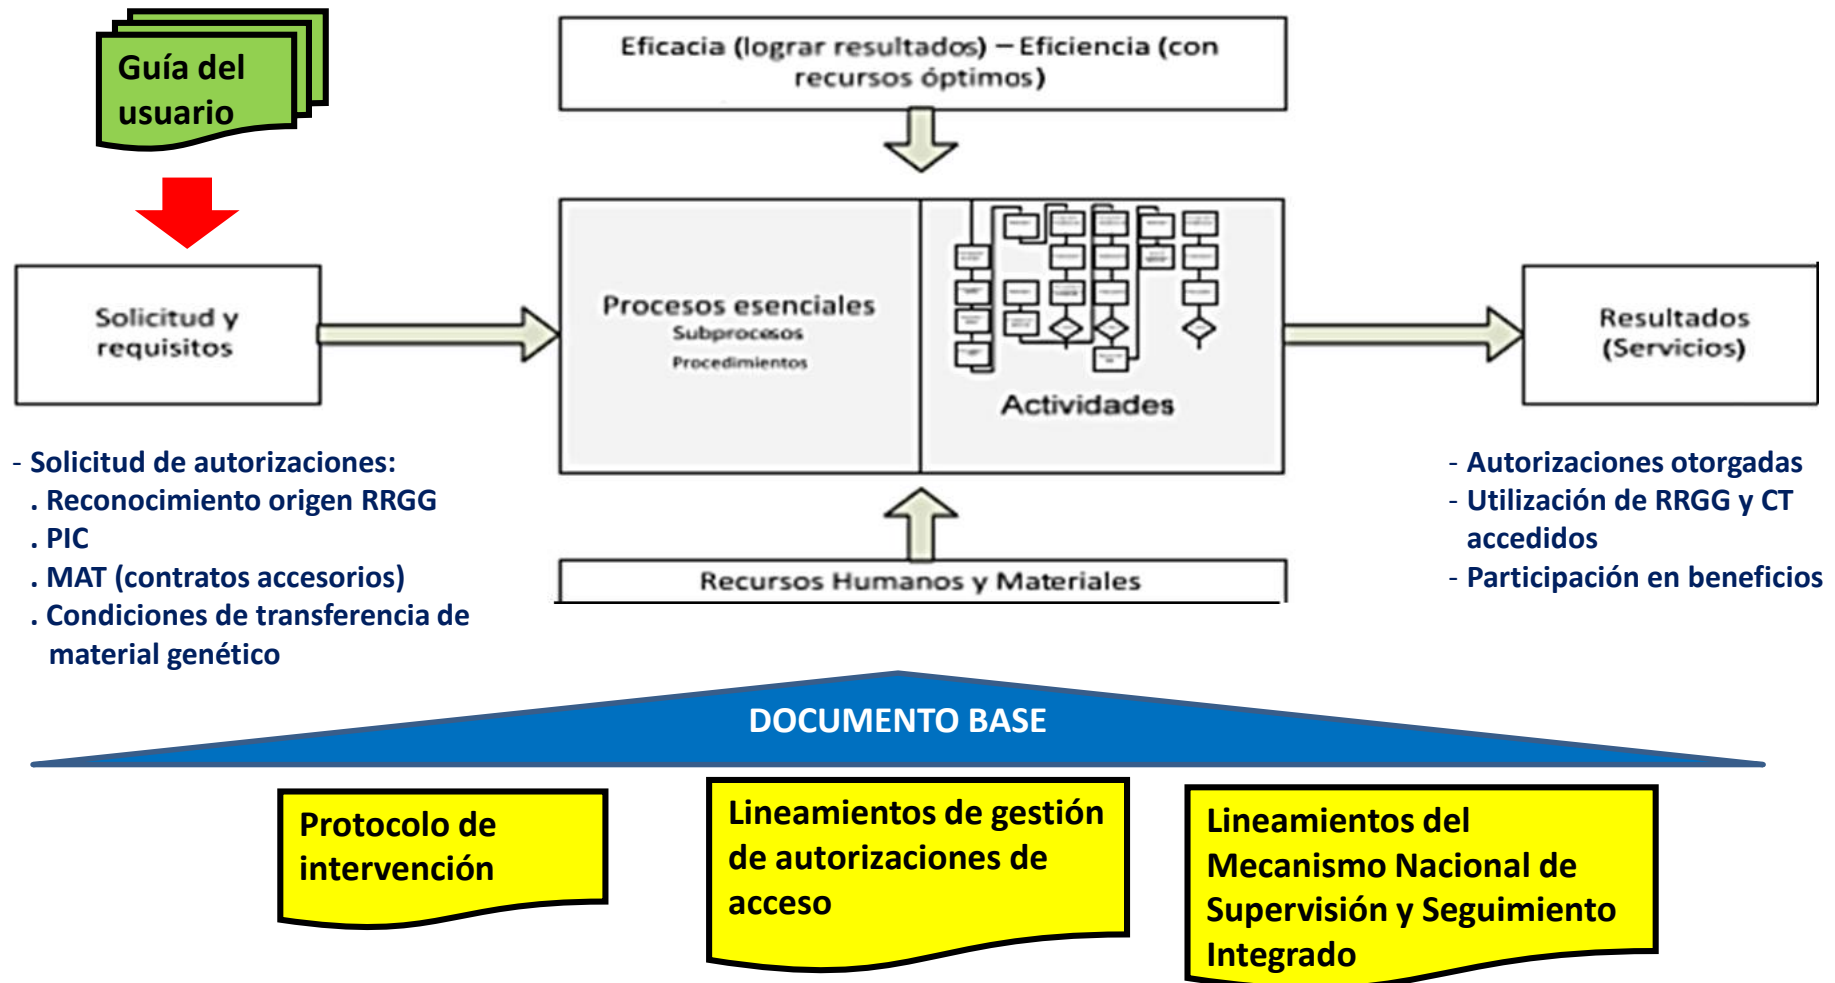 Guía del
usuario
Eficacia (lograr resultados) – Eficiencia (con
recursos óptimos)
Solicitud y
requisitos
Procesos esenciales
Subprocesos
Procedimientos
Actividades
Resultados
(Servicios)
- Solicitud de autorizaciones:
. Reconocimiento origen RRGG
. PIC
. MAT (contratos accesorios)
. Condiciones de transferencia de
material genético
Recursos Humanos y Materiales
- Autorizaciones otorgadas
- Utilización de RRGG y CT
accedidos
- Participación en beneficios
DOCUMENTO BASE
Protocolo de
intervención
Lineamientos de gestión
de autorizaciones de
acceso
Lineamientos del
Mecanismo Nacional de
Supervisión y Seguimiento
Integrado